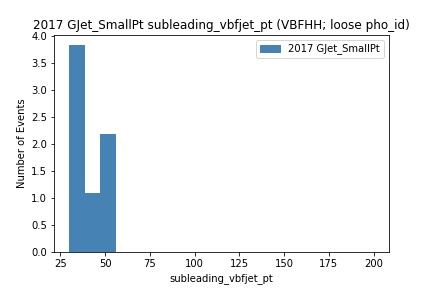 2017 GJet_SmallPt subleading_vbfjet_pt (VBFHH; loose pho_id)
2017 GJet_SmallPt
4.0
3.5
3.0
2.5
2.0
1.5
1.0
0.5
0.0
Number of Events
25 50 75 100 125 150 175 200
subleading_vbfjet_pt